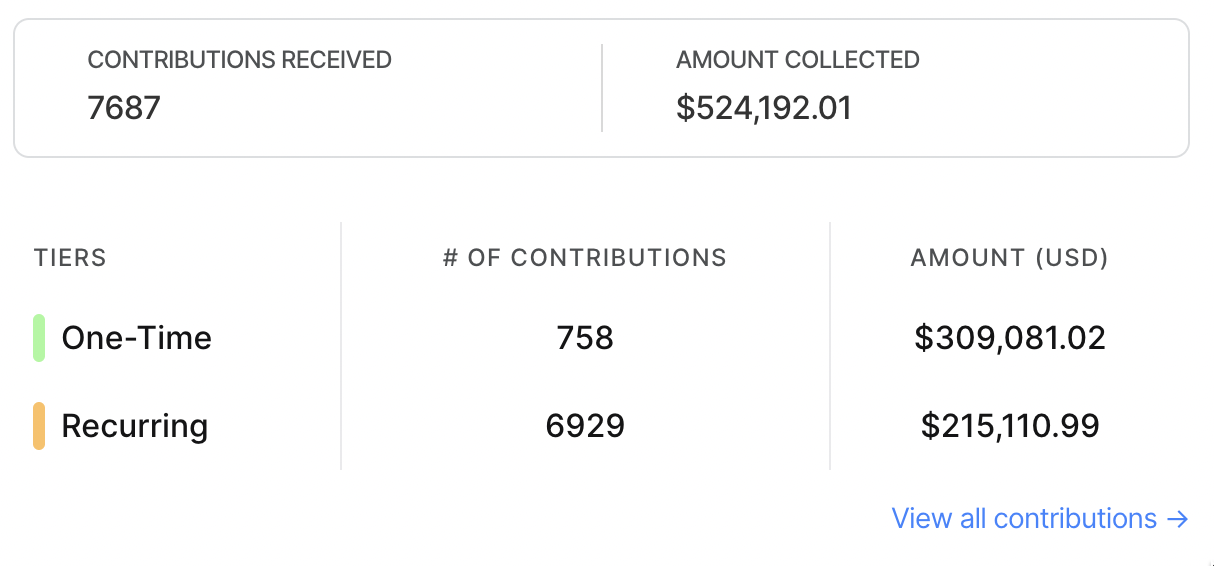 CONTRIBUTIONS RECEIVED
7687
AMOUNT COLLECTED
$524,192.01
TIERS # OF CONTRIBUTIONS AMOUNT (USD)
One-Time 758 $309,081.02
Recurring 6929 $215,110.99
View all contributions →